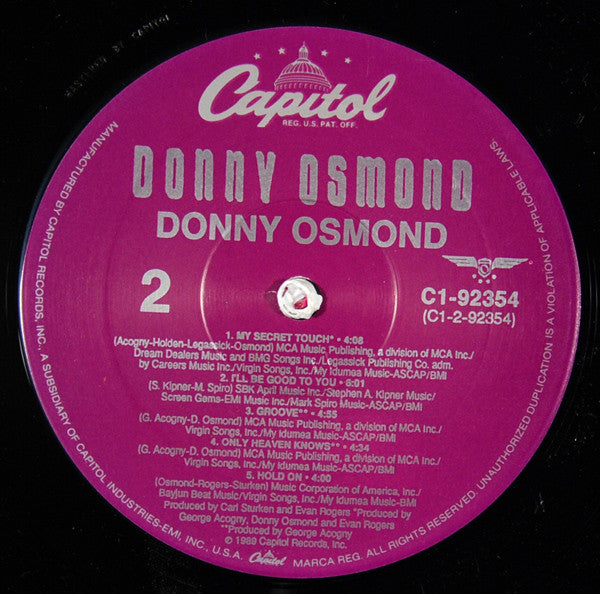 Capitol
REG. U.S. PAT. OFF.
DONNY OSMOND
DONNY OSMOND
2
C1-92354
(C1-2-92354)
1. MY SECRET TOUCH* • 4:08
(Acogny-Holden-Legassick-Osmond) MCA Music Publishing, a division of MCA Inc./
Dream Dealers Music and BMG Songs Inc./Legassick Publishing Co. adm.
by Careers Music Inc./Virgin Songs, Inc./My Idumea Music-ASCAP/BMI
2. I'LL BE GOOD TO YOU • 6:01
(S. Kipner-M. Spiro) SBK April Music Inc./Stephen A. Kipner Music/
Screen Gems-EMI Music Inc./Mark Spiro Music-ASCAP/BMI
3. GROOVE** • 4:55
(G. Acogny-D. Osmond) MCA Music Publishing, a division of MCA Inc./
Virgin Songs, Inc./My Idumea Music-ASCAP/BMI
4. ONLY HEAVEN KNOWS** • 4:34
(G. Acogny-D. Osmond) MCA Music Publishing, a division of MCA Inc./
Virgin Songs, Inc./My Idumea Music-ASCAP/BMI
5. HOLD ON • 4:00
(Osmond-Rogers-Sturken) Music Corporation of America, Inc./
Bayjun Beat Music/Virgin Songs, Inc./My Idumea Music-BMI
Produced by Carl Sturken and Evan Rogers *Produced by
George Acogny, Donny Osmond and Evan Rogers
**Produced by George Acogny
© 1989 Capitol Records, Inc.
MANUFACTURED BY CAPITOL RECORDS, INC., A SUBSIDIARY OF CAPITOL INDUSTRIES-EMI, INC., U.S.A. Capitol MARCA REG. ALL RIGHTS RESERVED. UNAUTHORIZED DUPLICATION IS A VIOLATION OF APPLICABLE LAWS.